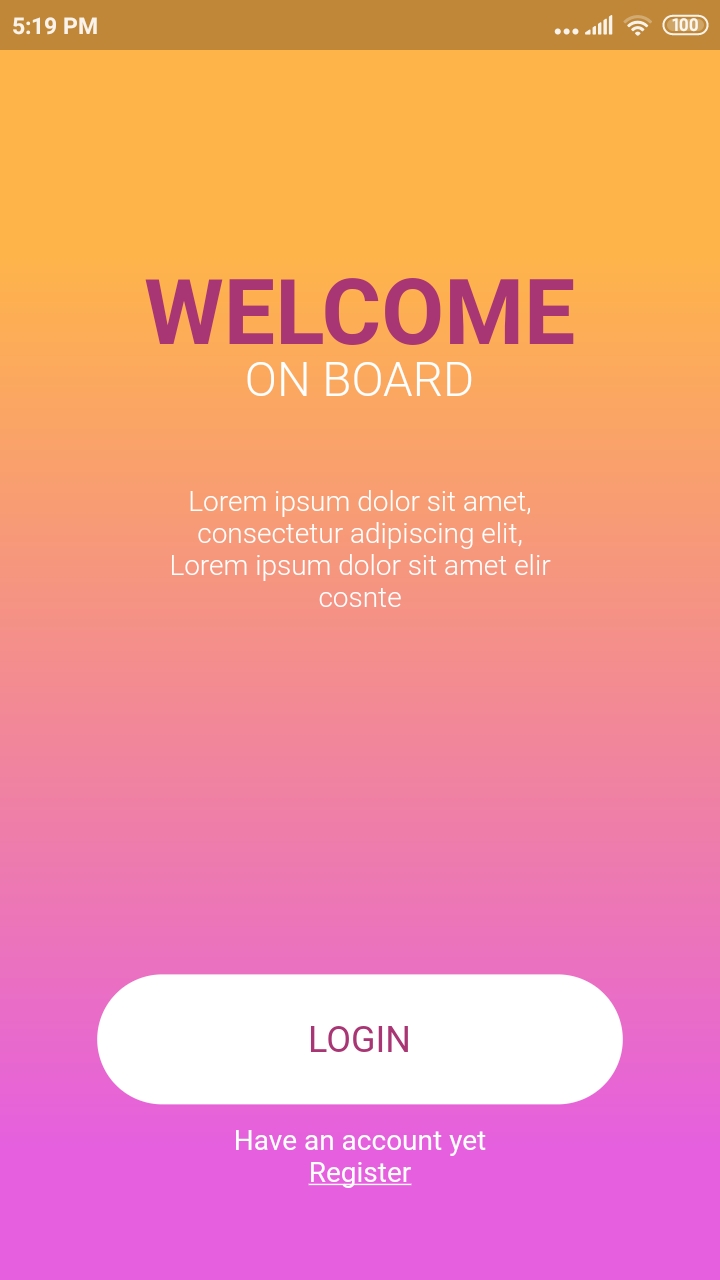 5:19 PM
100
WELCOME
ON BOARD
Lorem ipsum dolor sit amet,
consectetur adipiscing elit,
Lorem ipsum dolor sit amet elir
cosnte
LOGIN
Have an account yet
Register